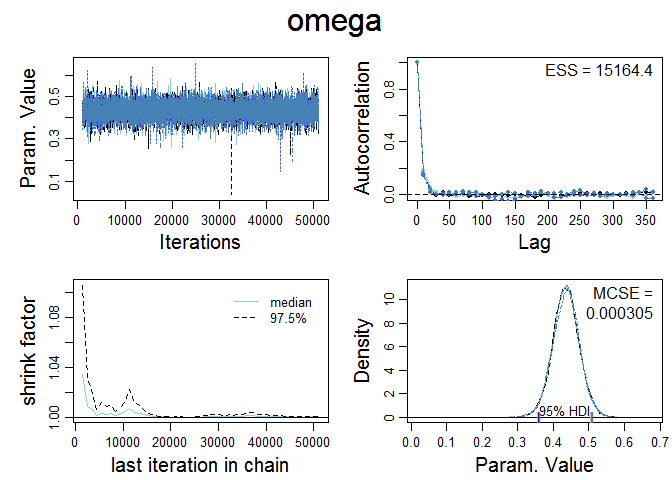 omega
Param. Value
0.1 0.3 0.5
0 10000 20000 30000 40000 50000
Iterations
Autocorrelation
0.0 0.4 0.8
ESS = 15164.4
0 50 100 150 200 250 300 350
Lag
shrink factor
1.00 1.04 1.08
median
97.5%
0 10000 20000 30000 40000 50000
last iteration in chain
Density
0 2 4 6 8 10
MCSE =
0.000305
95% HDI
0.0 0.1 0.2 0.3 0.4 0.5 0.6 0.7
Param. Value